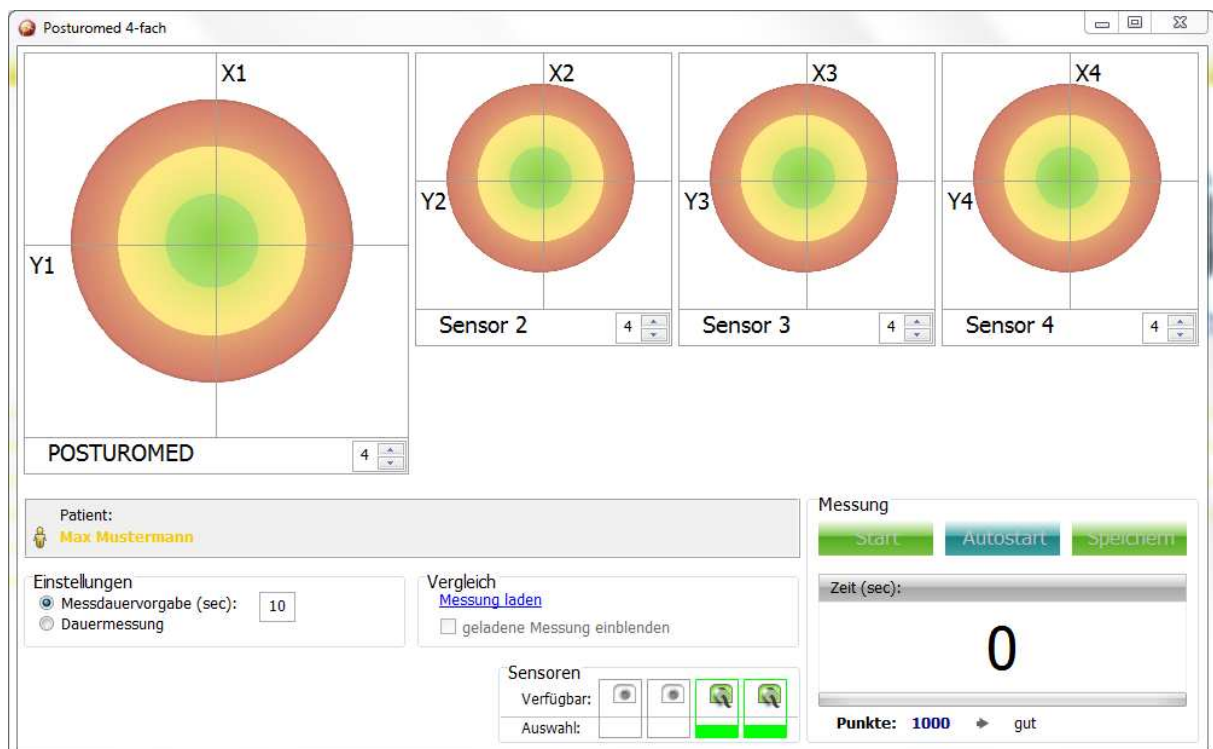 Posturomed 4-fach
X1
Y1
POSTUROMED 4
X2
Y2
Sensor 2 4
X3
Y3
Sensor 3 4
X4
Y4
Sensor 4 4
Patient:
Max Mustermann
Einstellungen
Messdauervorgabe (sec): 10
Dauermessung
Vergleich
Messung laden
geladene Messung einblenden
Sensoren
Verfügbar:
Auswahl:
Messung
Start Autostart Speichern
Zeit (sec):
0
Punkte: 1000 gut